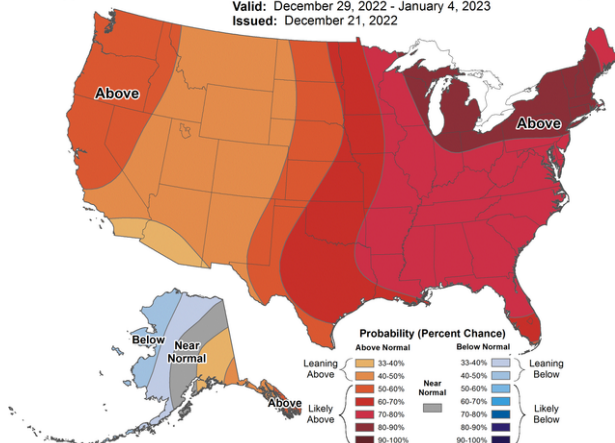 Valid: December 29, 2022 - January 4, 2023
Issued: December 21, 2022
Above
Above
Below
Near
Normal
Above
Probability (Percent Chance)
Above Normal
Below Normal
Leaning
Above
33-40%
40-50%
Likely
Above
50-60%
60-70%
70-80%
80-90%
90-100%
Near
Normal
33-40%
40-50%
Leaning
Below
50-60%
60-70%
70-80%
80-90%
90-100%
Likely
Below